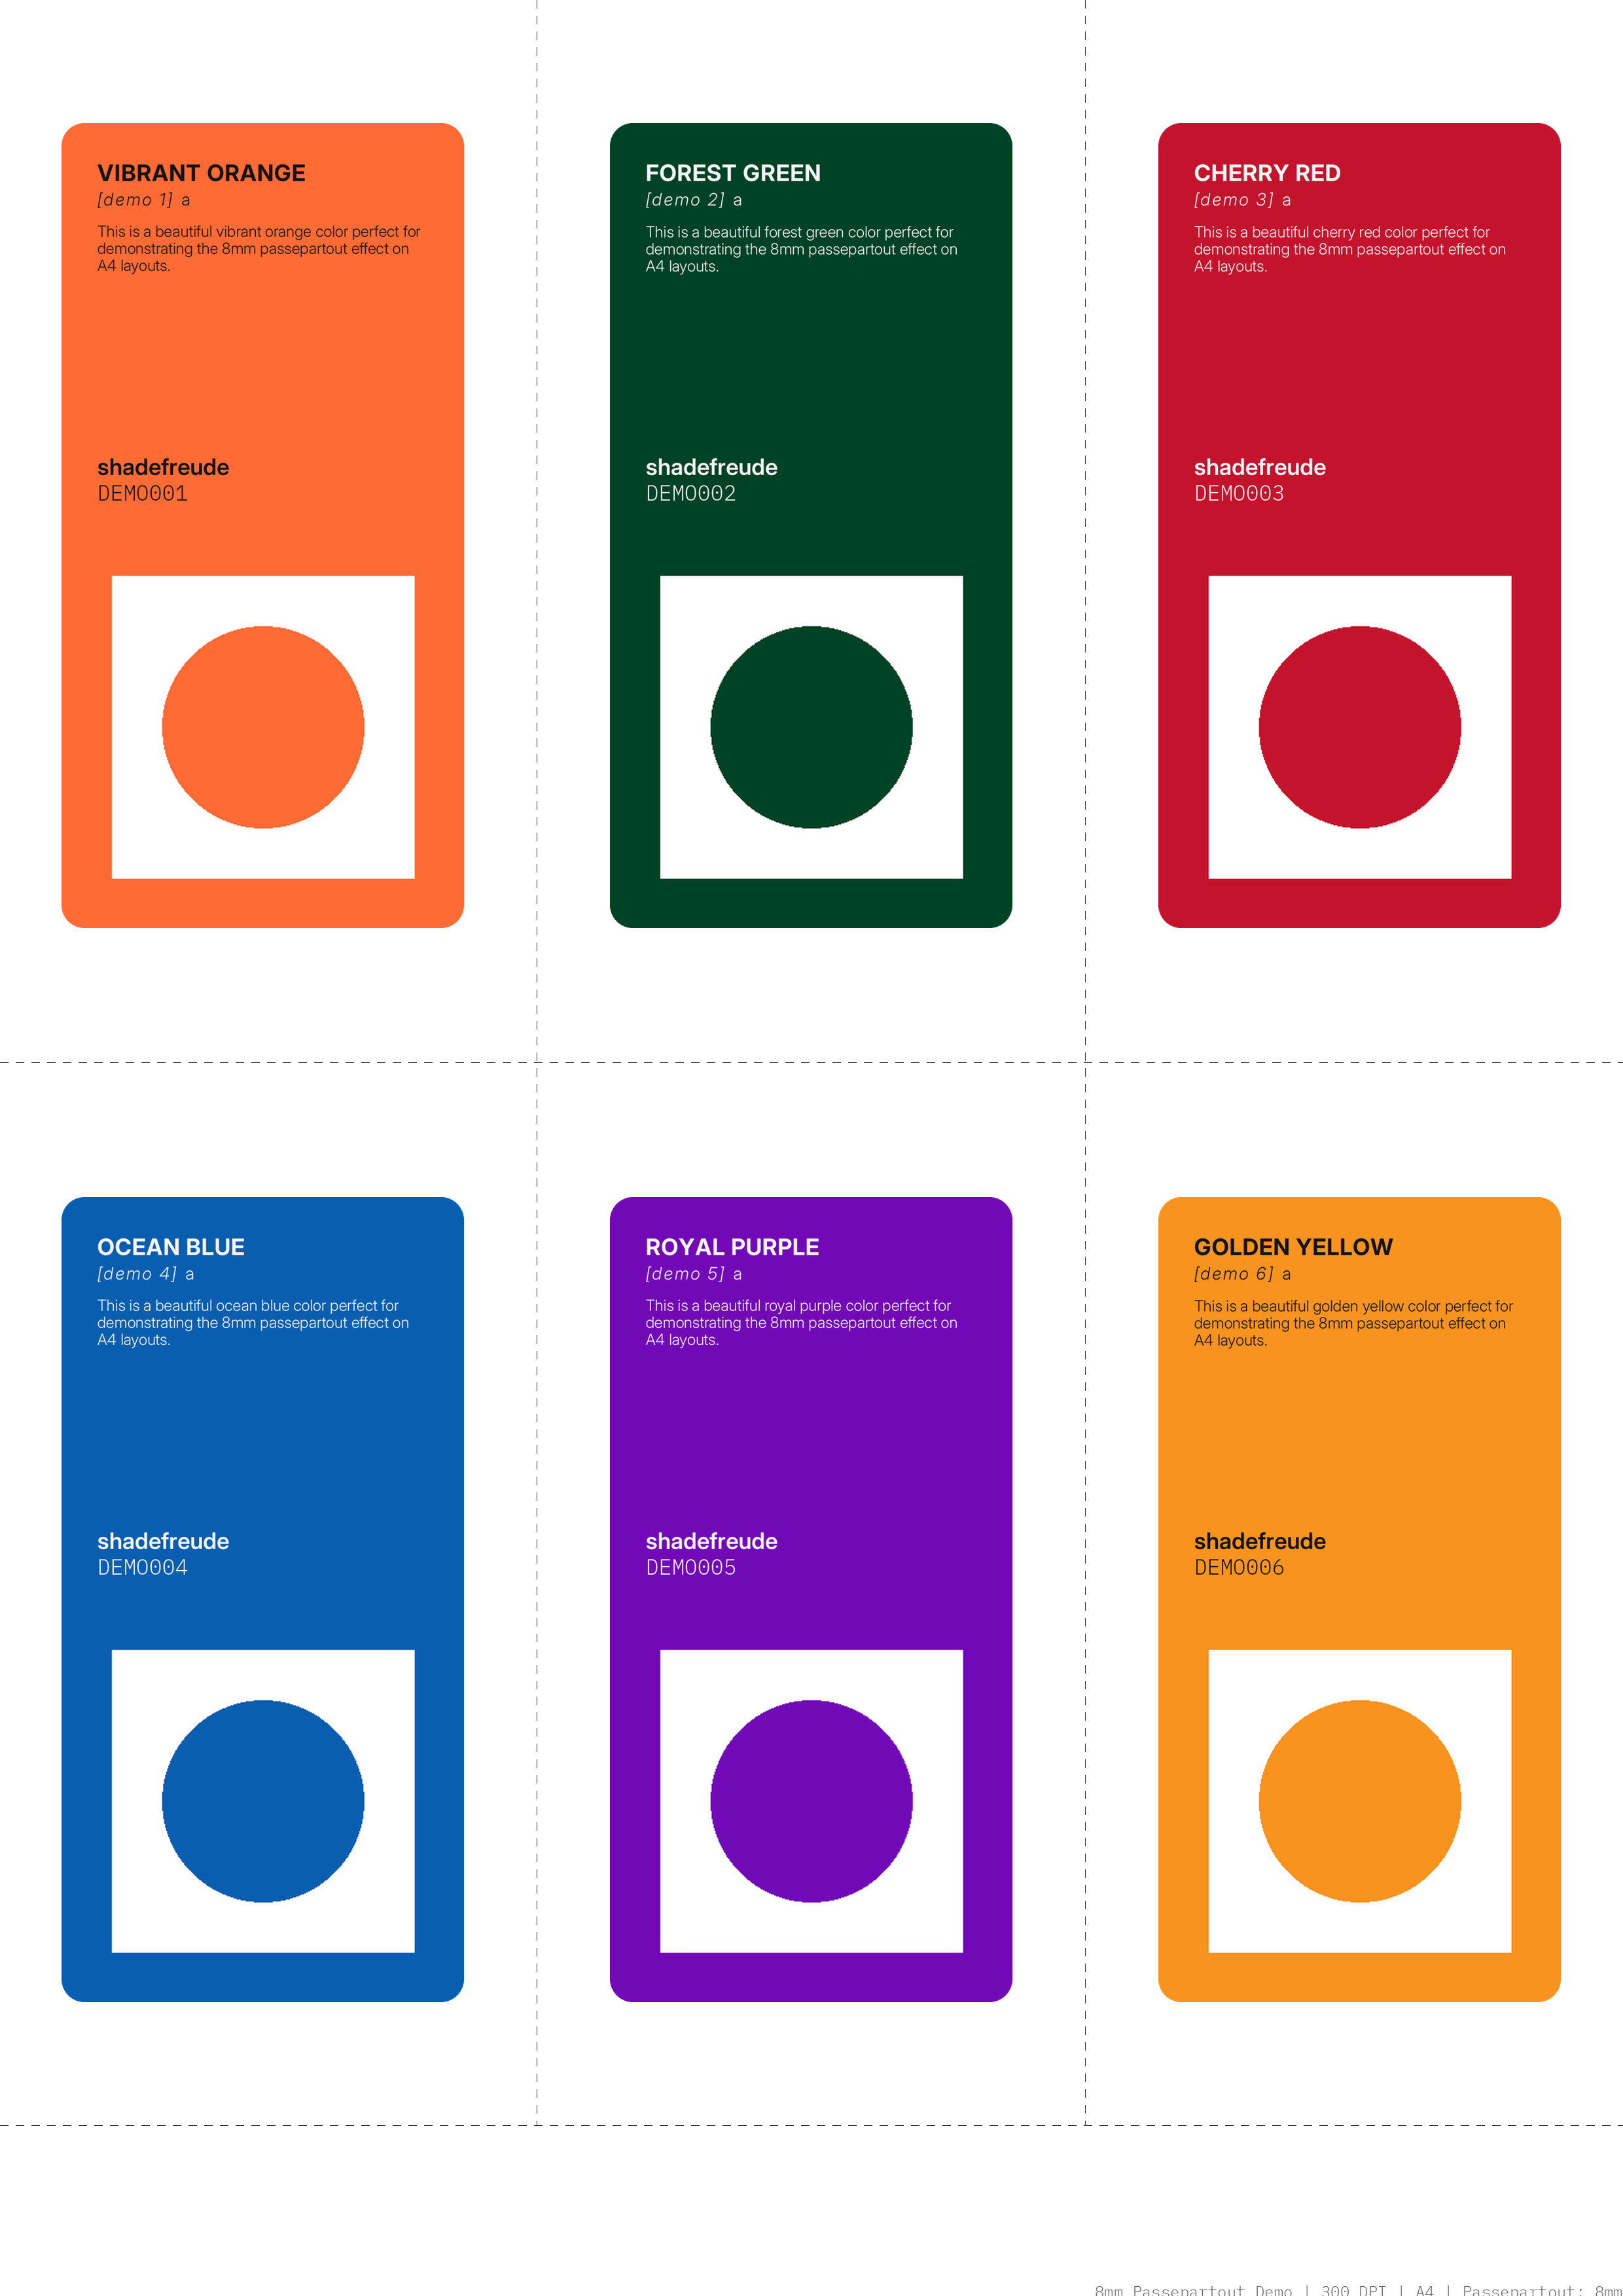 VIBRANT ORANGE
[demo 1] a
This is a beautiful vibrant orange color perfect for
demonstrating the 8mm passepartout effect on
A4 layouts.
shadefreude
DEMO001
FOREST GREEN
[demo 2] a
This is a beautiful forest green color perfect for
demonstrating the 8mm passepartout effect on
A4 layouts.
shadefreude
DEMO002
CHERRY RED
[demo 3] a
This is a beautiful cherry red color perfect for
demonstrating the 8mm passepartout effect on
A4 layouts.
shadefreude
DEMO003
OCEAN BLUE
[demo 4] a
This is a beautiful ocean blue color perfect for
demonstrating the 8mm passepartout effect on
A4 layouts.
shadefreude
DEMO004
ROYAL PURPLE
[demo 5] a
This is a beautiful royal purple color perfect for
demonstrating the 8mm passepartout effect on
A4 layouts.
shadefreude
DEMO005
GOLDEN YELLOW
[demo 6] a
This is a beautiful golden yellow color perfect for
demonstrating the 8mm passepartout effect on
A4 layouts.
shadefreude
DEMO006
8mm Passepartout Demo | 300 DPI | A4 | Passepartout: 8mm